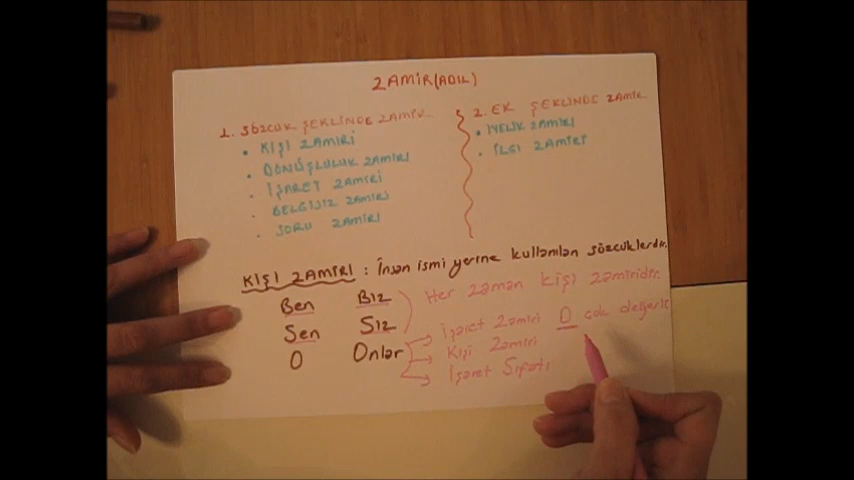 ZAMİR(ADIL)
1. SÖZCÜK ŞEKLİNDE ZAMİR
• KİŞİ ZAMİRİ
• DÖNÜŞLÜLÜK ZAMİRİ
• İŞARET ZAMİRİ
• BELGİSİZ ZAMİRİ
• SORU ZAMİRİ
2. EK ŞEKLİNDE ZAMİR
• İYELİK ZAMİRİ
• İLGİ ZAMİRİ
KİŞİ ZAMİRİ : İnsan ismi yerine kullanılan sözcüklerdir.
Ben Biz
Sen Siz
O Onlar
Her zaman kişi zamiridir.
İşaret Zamiri O çok değerli
Kişi Zamiri
İşaret Sıfatı